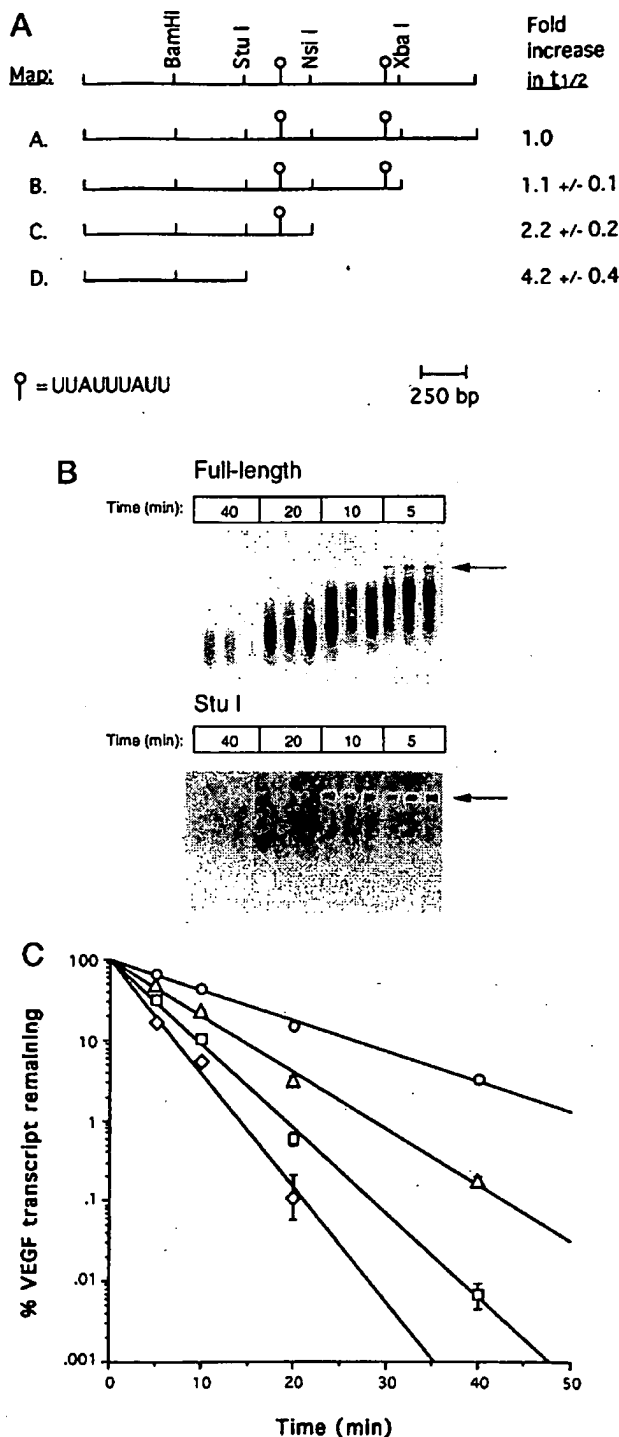 A
BamHI
Stu I
Nsi I
Xba I
Fold
increase
in t1/2
Map:
A. 1.0
B. 1.1 +/- 0.1
C. 2.2 +/- 0.2
D. 4.2 +/- 0.4
= UUAUUUAUU
250 bp
B
Full-length
Time (min): 40 20 10 5
Stu I
Time (min): 40 20 10 5
C
% VEGF transcript remaining
100
10
1
.1
.01
.001
0 10 20 30 40 50
Time (min)